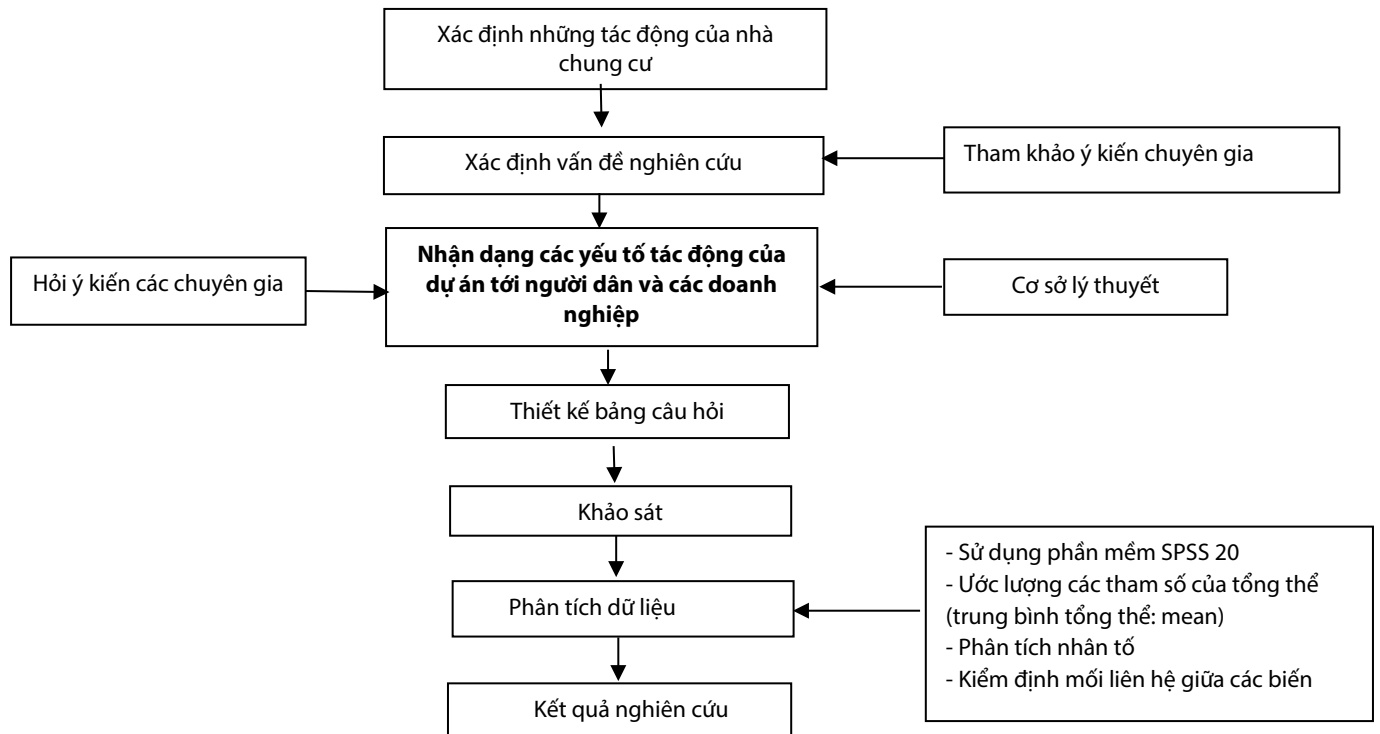 Xác định những tác động của nhà
chung cư
Xác định vấn đề nghiên cứu
Tham khảo ý kiến chuyên gia
Hỏi ý kiến các chuyên gia
Nhận dạng các yếu tố tác động của
dự án tới người dân và các doanh
nghiệp
Cơ sở lý thuyết
Thiết kế bảng câu hỏi
Khảo sát
Phân tích dữ liệu
- Sử dụng phần mềm SPSS 20
- Ước lượng các tham số của tổng thể
(trung bình tổng thể: mean)
- Phân tích nhân tố
- Kiểm định mối liên hệ giữa các biến
Kết quả nghiên cứu